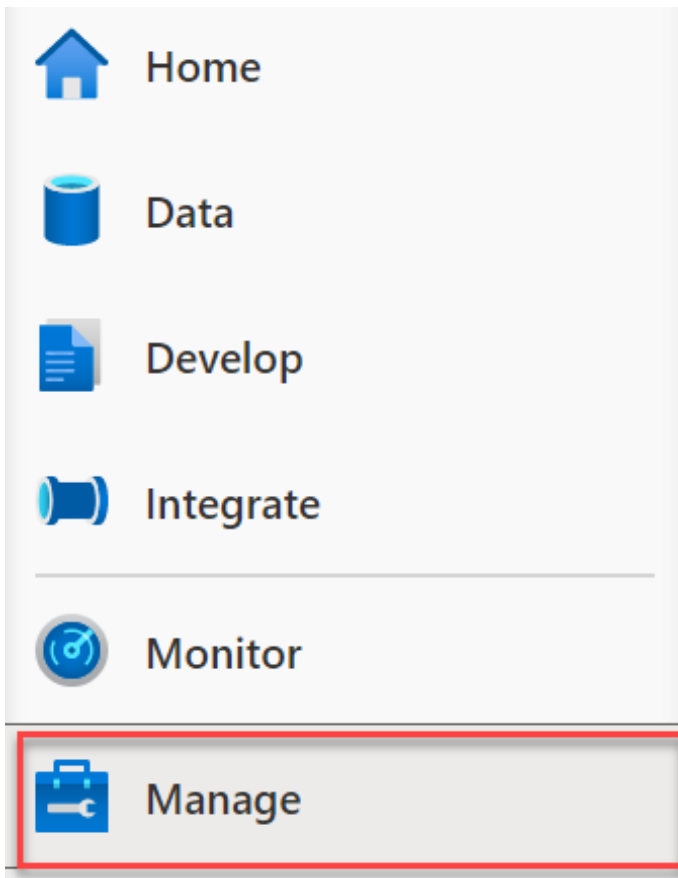 Home
Data
Develop
Integrate
Monitor
Manage